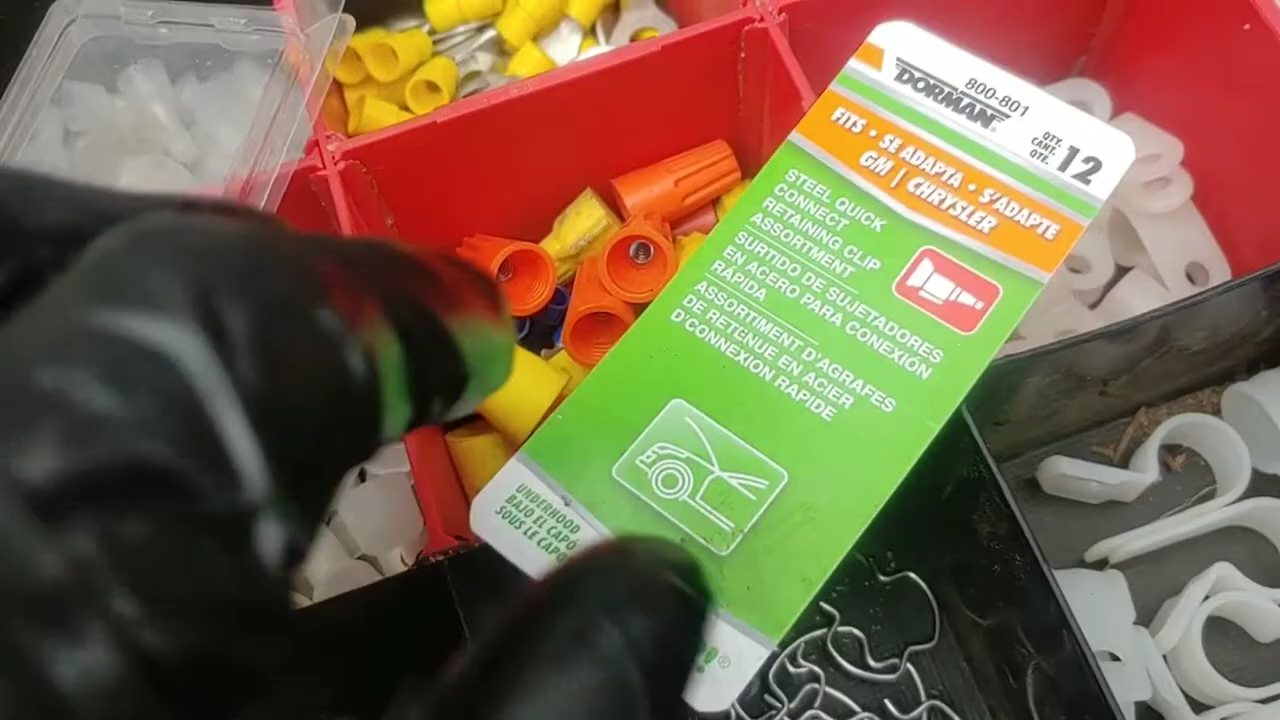 800-801
DORMAN®
QTY.
CANT.
QTE. 12
FITS • SE ADAPTA • S'ADAPTE
GM | CHRYSLER
STEEL QUICK
CONNECT
RETAINING CLIP
ASSORTMENT
SURTIDO DE SUJETADORES
EN ACERO PARA CONEXIÓN
RÁPIDA
ASSORTIMENT D'AGRAFES
DE RETENUE EN ACIER
D'CONNEXION RAPIDE
UNDERHOOD
BAJO EL CAPÓ
SOUS LE CAPO
!®